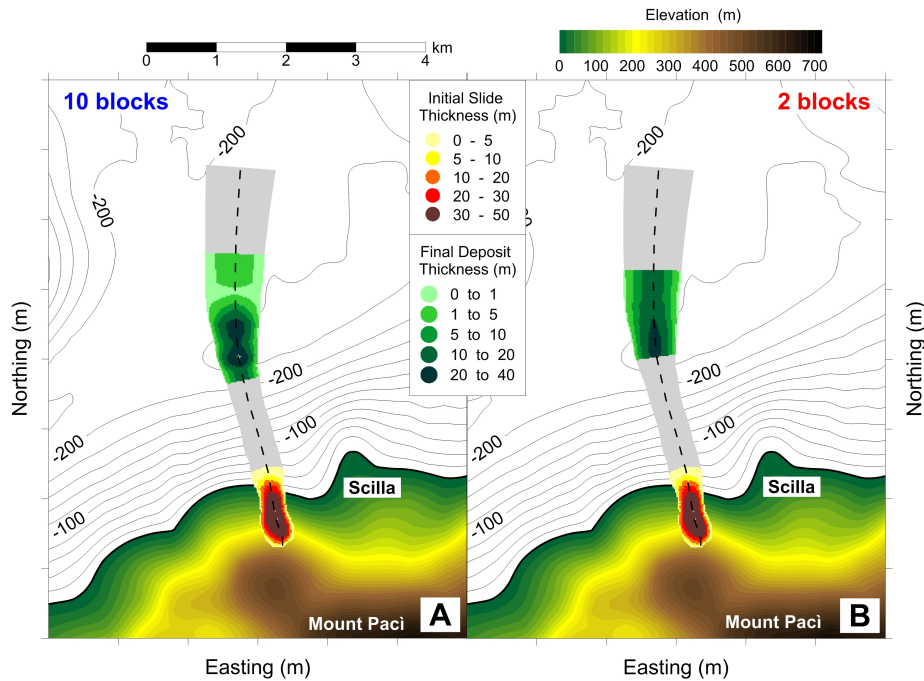 Elevation (m)
0 100 200 300 400 500 600 700
0 1 2 3 4 km
10 blocks
2 blocks
Initial Slide
Thickness (m)
0 - 5
5 - 10
10 - 20
20 - 30
30 - 50
Final Deposit
Thickness (m)
0 to 1
1 to 5
5 to 10
10 to 20
20 to 40
-200
-200
-200
-100
-200
-100
-200
-200
-100
-200
-100
Northing (m)
Northing (m)
Scilla
Scilla
Mount Pacì
A
Mount Pacì
B
Easting (m)
Easting (m)